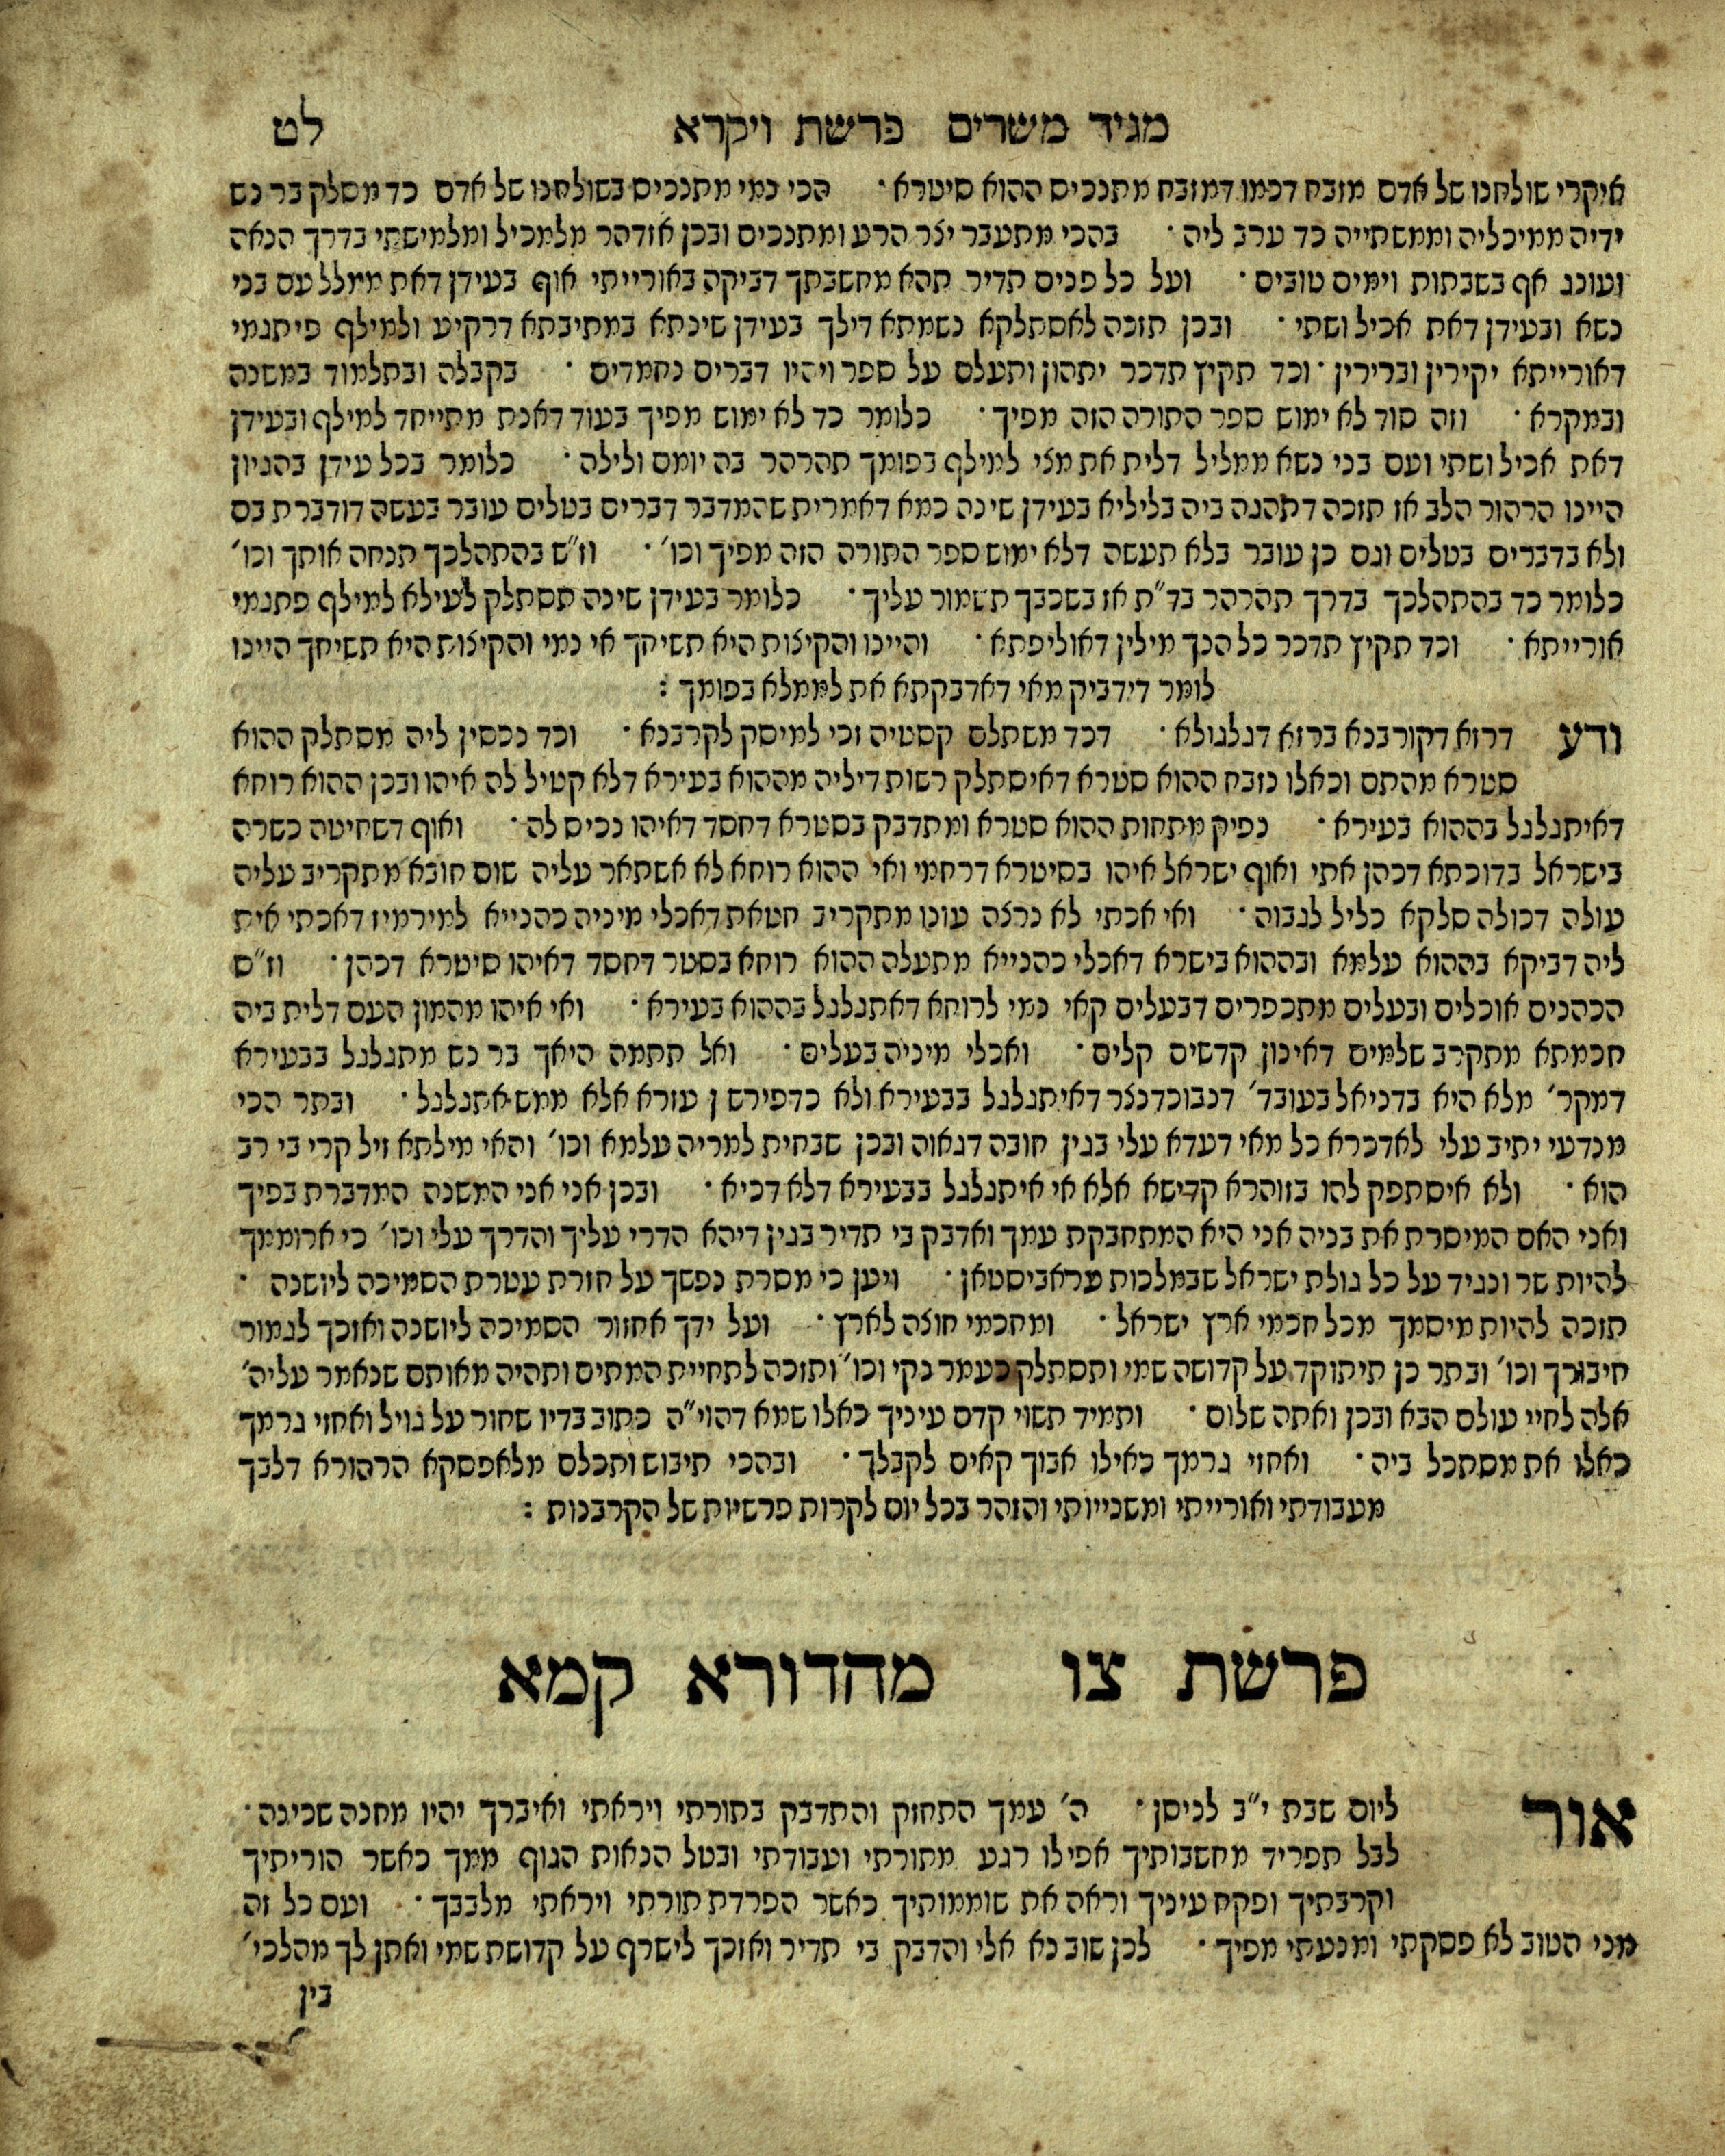 מגיד משרים פרשת ויקרא לט
איקרי שולחנו של אדם מזבח דכמו דמזבח מתנכיס ההוא סיטרא · הכי נמי מתנכיס בשולחנו של אדם כד מסלק בר נש
ידיה ממיכליה וממשתייה כד ערב ליה · בהכי מתעבר יצר הרע ומתנכיס ובכן אזדהר מלמכיל ומלמישתי בדרך הנאה
ועונג אף בשבתות וימים טובים · ועל כל פנים תדיר תהא מחשבתך דביקה באורייתי אוף בעידן דאת ממלל עם בני
נשא ובעידן דאת אכיל ושתי · ובכן תזכה לאסתלקא נשמתא דילך בעידן שינתא במתיבתא דרקיע ולמילף פיתגמי
דאורייתא יקירין וברירין · וכד תקיץ תדכר יתהון ותעלם על ספר ויהיו דברים נחמדים · בקבלה ובתלמוד במשנה
ובמקרא · וזה סוד לא ימוש ספר התורה הזה מפיך · כלומר כד לא ימוש מפיך בעוד דאנת מתייחד למילף ובעידן
דאת אכיל ושתי ועם בני נשא ממליל דלית את מצי למילף בפומך תהרהר בה יומם ולילה · כלומר בכל עידן בהגיון
היינו הרהור הלב אז תזכה דתהגה ביה בליליא בעידן שינה כמא דאמרית שהמדבר דברים בטלים עובר בעשה דודברת בם
ולא בדברים בטלים וגם כן עובר בלא תעשה דלא ימוש ספר התורה הזה מפיך וכו׳ · וז״ש בהתהלכך תנחה אותך וכו׳
כלומר כד בהתהלכך בדרך תהרהר בד״ת אז בשכבך תשמור עליך · כלומר בעידן שינה תסתלק לעילא למילף פתגמי
אורייתא · וכד תקיץ תדכר כל הנך מילין דאוליפתא · והיינו והקיצות היא תשיחך אי נמי והקיצות היא תשיחך היינו
לומר דידביק מאי דאדבקתא את לממלא בפומך :
ודע דרזא דקורבנא ברזא דגלגולא · דכד משתלם קסטיה זכי למיסק לקרבנא · וכד נכסין ליה מסתלק ההוא
סטרא מהתם וכאלו נזבח ההוא סטרא דאיסתלק רשות דיליה מההוא בעירא דלא קטיל לה איהו ובכן ההוא רוחא
דאיתגלגל בההוא בעירא · נפיק מתחות ההוא סטרא ומתדבק בסטרא דחסד דאיהו נכיס לה · ואוף דשחיטה כשרה
בישראל בדוכתא דכהן אתי ואוף ישראל איהו בסיטרא דרחמי ואי ההוא רוחא לא אשתאר עליה שום חובא מתקריב עליה
עולה דכולה סלקא כליל לגבוה · ואי אכתי לא נרצה עונו מתקריב חטאת דאכלי מיניה כהנייא למירמיז דאכתי אית
ליה דביקא בההוא עלמא ובההוא בישרא דאכלי כהנייא מתעלה ההוא רוחא בסטר דחסד דאיהו סיטרא דכהן · וז״ס
הכהנים אוכלים ובעלים מתכפרים דבעלים קאי נמי לרוחא דאתגלגל בההוא בעירא · ואי איהו מהמון העם דלית ביה
חכמתא מתקרב שלמים דאינון קדשים קלים · ואכלי מיניה בעלים · ואל תתמה היאך בר נש מתגלגל בבעירא
דמקר׳ מלא היא בדניאל בעובד׳ דנבוכדנצר דאיתגלגל בבעירא ולא כדפירש ן עזרא אלא ממש אתגלגל · ובתר הכי
מנדעי יתיב עלי לאדכרא כל מאי דעדא עלי בגין חובה דגאוה ובכן שבחית למריה עלמא וכו׳ והאי מילתא זיל קרי בי רב
הוא · ולא איסתפק להו בזוהרא קדישא אלא אי איתגלגל בבעירא דלא דכיא · ובכן אני אני המשנה המדברת בפיך
ואני האם המיסרת את בניה אני היא המתחבקת עמך ואדבק בי תדיר בגין דיהא הדרי עליך והדרך עלי וכו׳ כי ארוממך
להיות שר ונגיד על כל גולת ישראל שבמלכות עראביסטאן · ויען כי מסרת נפשך על חזרת עטרת הסמיכה ליושנה ·
תזכה להיות מיסמך מכל חכמי ארץ ישראל · ומחכמי חוצה לארץ · ועל ידך אחזור הסמיכה ליושנה ואזכך לגמור
חיבורך וכו׳ ובתר כן תיתוקד על קדושה שמי ותסתלק כעמר נקי וכו׳ ותזכה לתחיית המתים ותהיה מאותם שנאמר עליה׳
אלה לחיי עולם הבא ובכן ואתה שלום · ותמיד תשוי קדם עיניך כאלו שמא דהוי״ה כתוב בדיו שחור על גויל ואחזי גרמך
כאלו את מסתכל ביה · ואחזי גרמך כאילו אבוך קאים לקבלך · ובהכי תיבוש ותכלם מלאפסקא הרהורא דלבך
מעבודתי ואורייתי ומשנייותי והזהר בכל יום לקרות פרשיות של הקרבנות :
פרשת צו מהדורא קמא
אור ליום שבת י״ב לניסן · ה׳ עמך התחזק והתדבק בתורתי ויראתי ואיברך יהיו מחנה שכינה ·
לבל תפריד מחשבותיך אפילו רגע מתורתי ועבודתי ובטל הנאות הגוף ממך כאשר הוריתיך
וקרבתיך ופקח עיניך וראה את שוממותיך כאשר הפרדת תורתי ויראתי מלבבך · ועם כל זה
מני הטוב לא פסקתי ומנעתי מפיך · לכן שוב נא אלי והדבק בי תדיר ואזכך לישרף על קדושת שמי ואתן לך מהלכי׳
בין